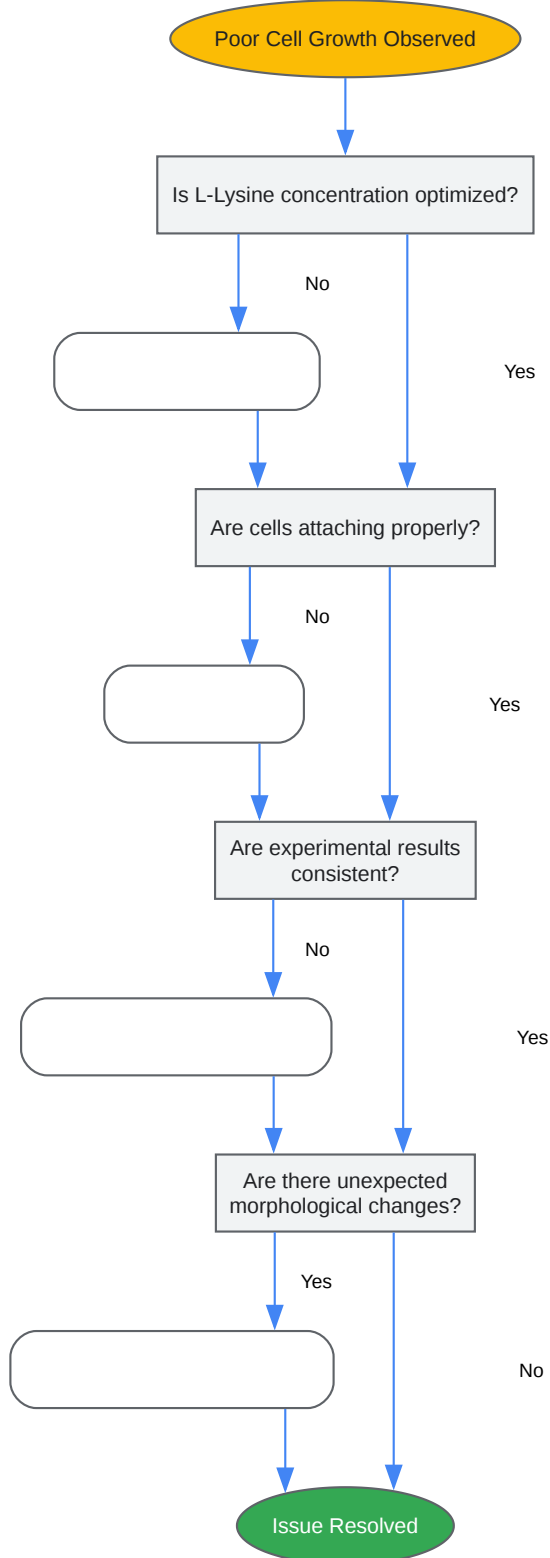 Poor Cell Growth Observed
Is L-Lysine concentration optimized?
No
Yes
Are cells attaching properly?
No
Yes
Are experimental results
consistent?
No
Yes
Are there unexpected
morphological changes?
Yes
No
Issue Resolved